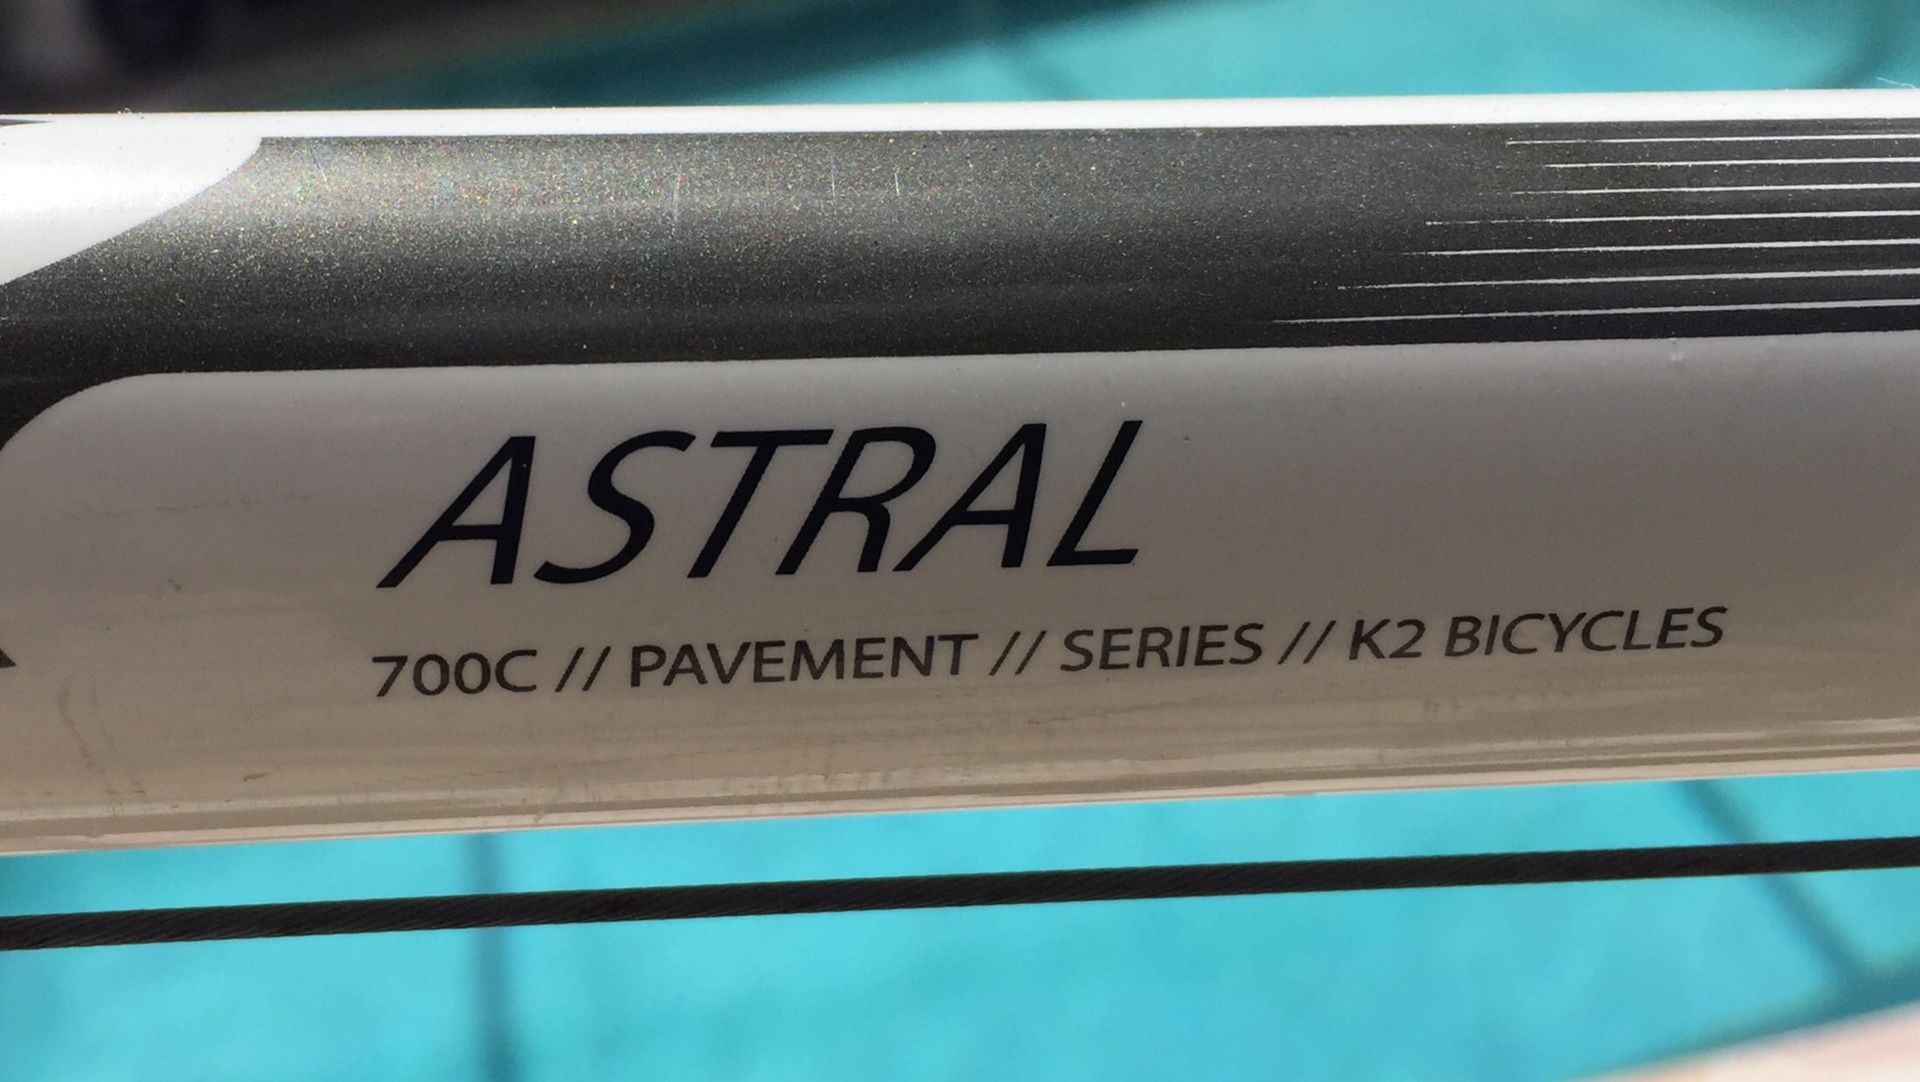 ASTRAL
700C // PAVEMENT // SERIES // K2 BICYCLES